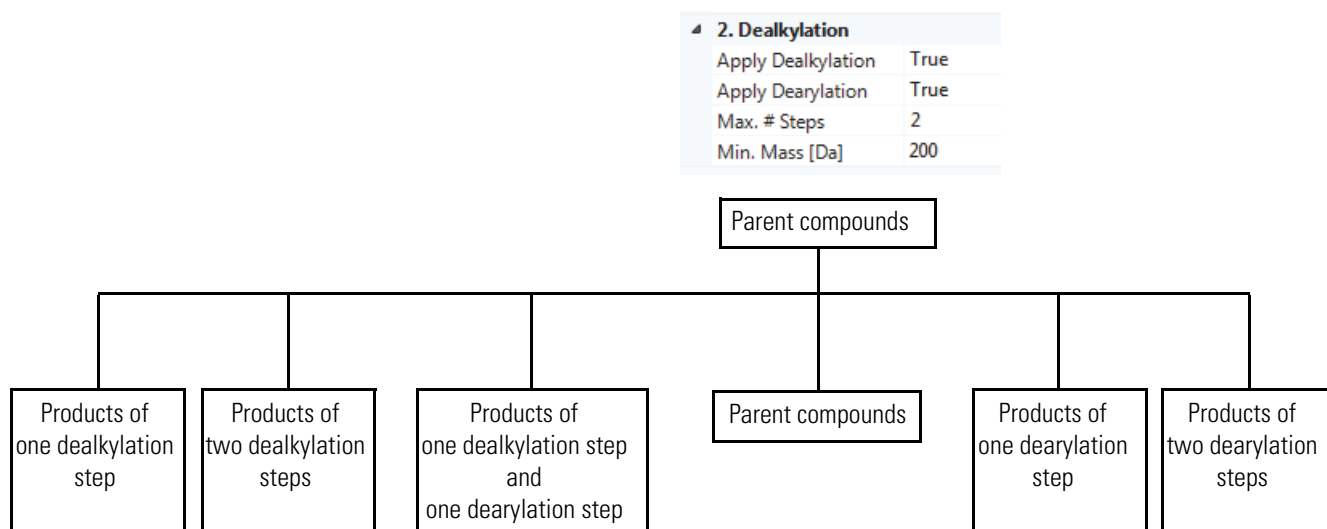 2. Dealkylation
Apply Dealkylation True
Apply Dearylation True
Max. # Steps 2
Min. Mass [Da] 200
Parent compounds
Products of
one dealkylation
step
Products of
two dealkylation
steps
Products of
one dealkylation step
and
one dearylation step
Parent compounds
Products of
one dearylation
step
Products of
two dearylation
steps